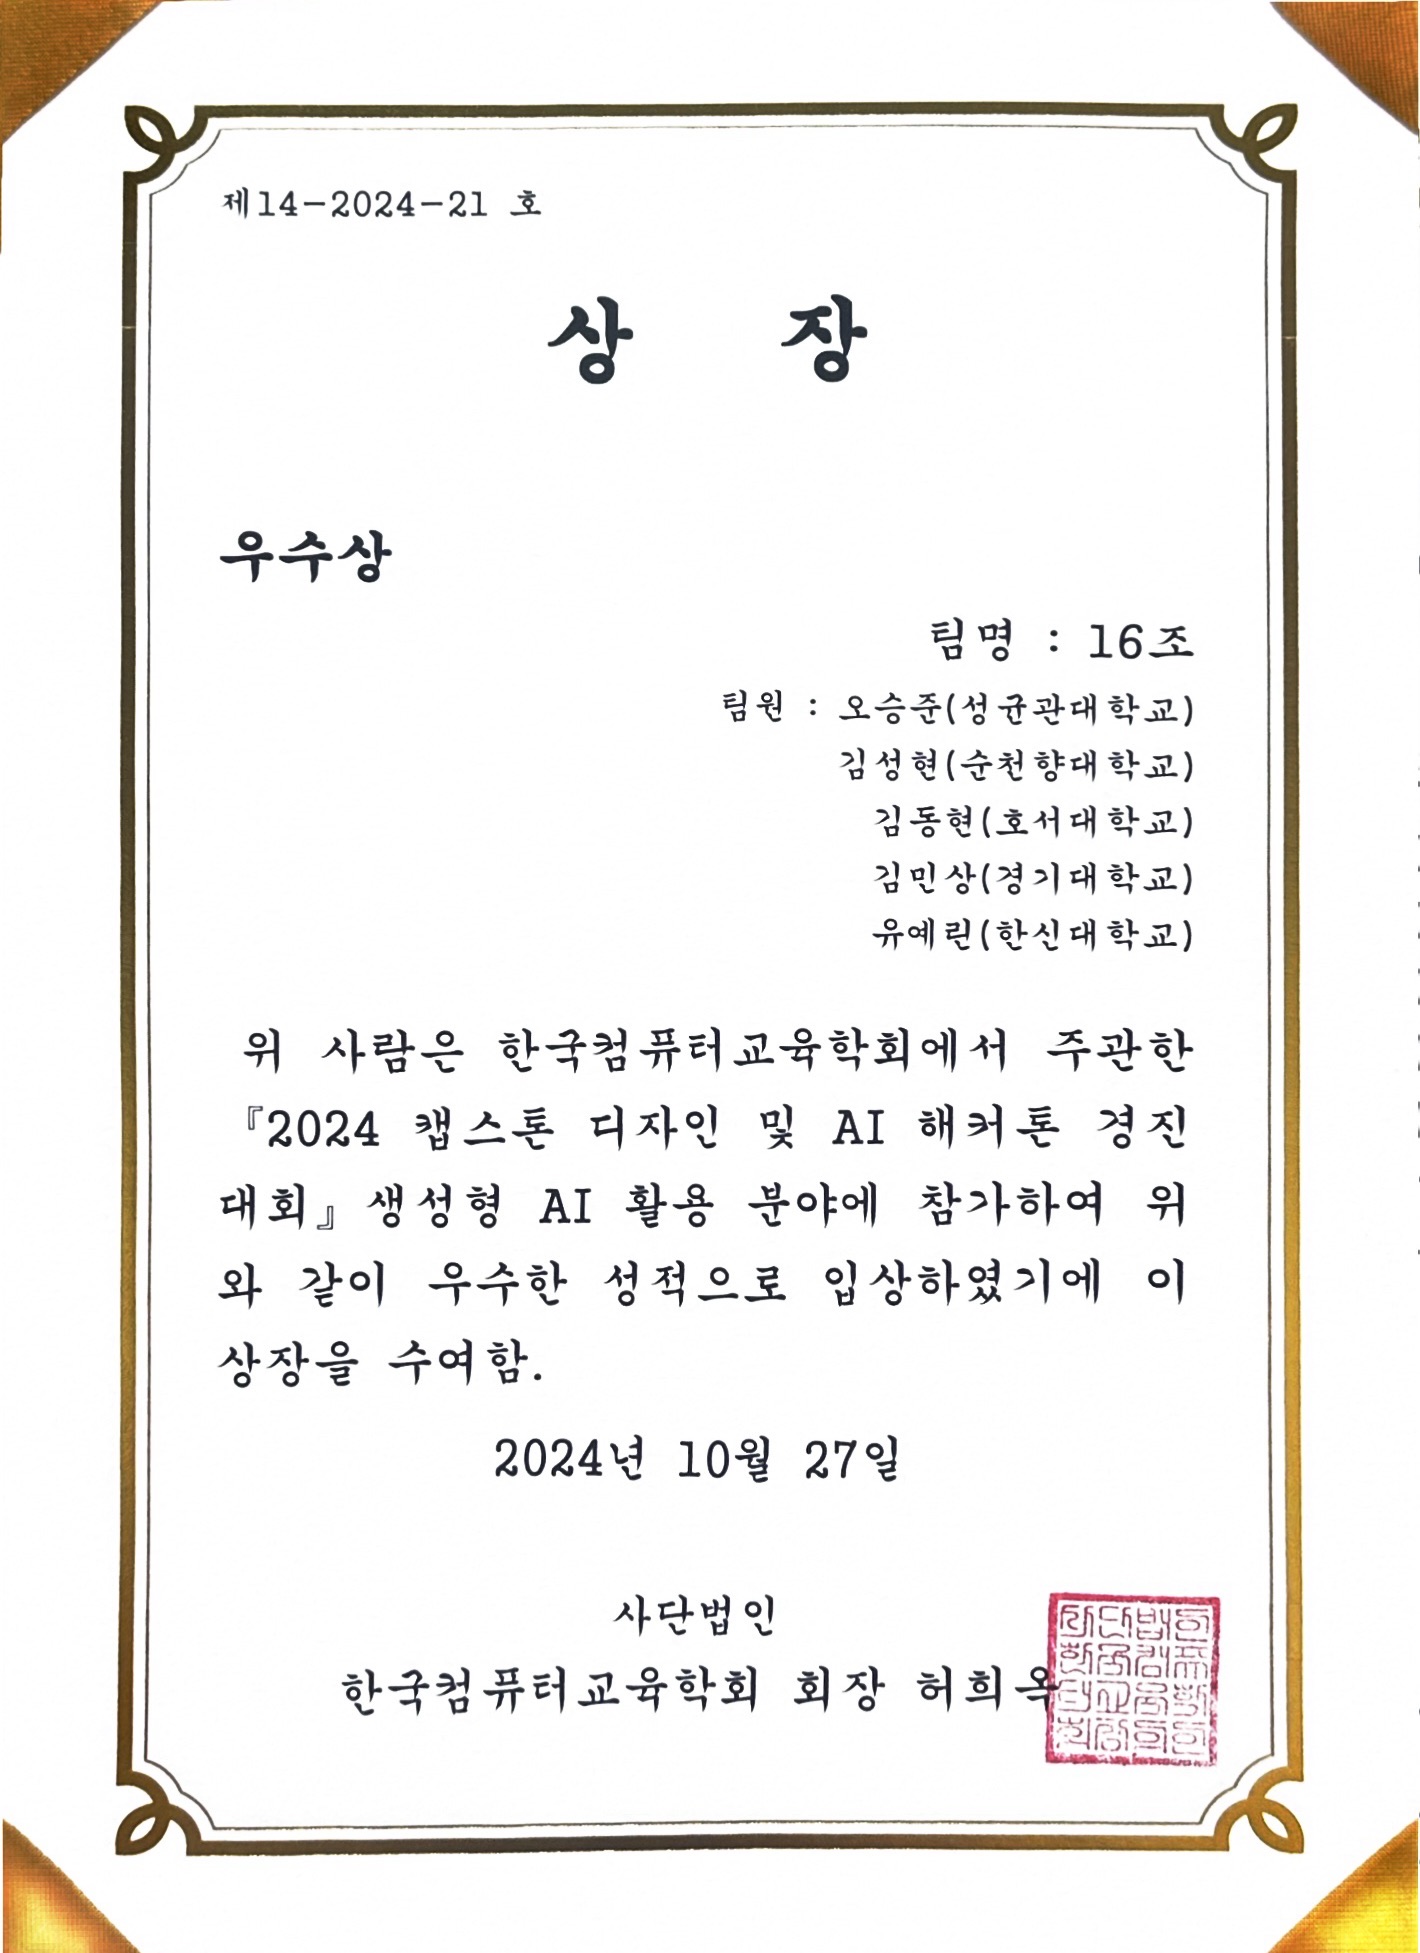 제14-2024-21 호
상 장
우수상
팀명 : 16조
팀원 : 오승준(성균관대학교)
김성현(순천향대학교)
김동현(호서대학교)
김민상(경기대학교)
유예린(한신대학교)
위 사람은 한국컴퓨터교육학회에서 주관한
『2024 캡스톤 디자인 및 AI 해커톤 경진
대회』 생성형 AI 활용 분야에 참가하여 위
와 같이 우수한 성적으로 입상하였기에 이
상장을 수여함.
2024년 10월 27일
사단법인
한국컴퓨터교육학회 회장 허희옥